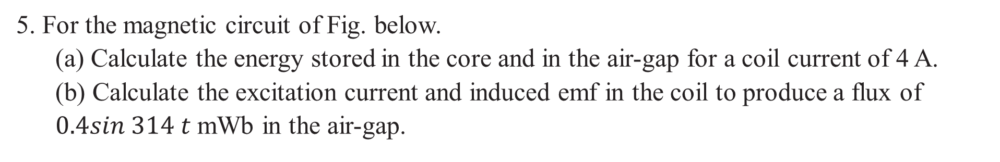 5. For the magnetic circuit of Fig. below.
(a) Calculate the energy stored in the core and in the air-gap for a coil current of 4 A.
(b) Calculate the excitation current and induced emf in the coil to produce a flux of
0.4sin 314 t mWb in the air-gap.